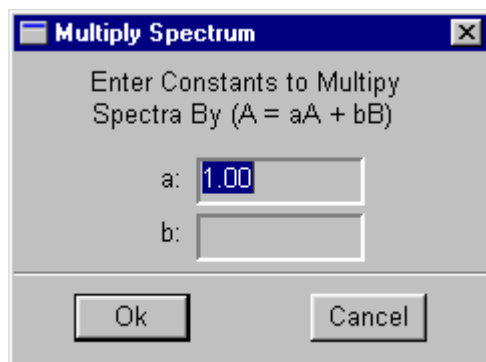 Multiply Spectrum
Enter Constants to Multipy
Spectra By (A = aA + bB)
a: 1.00
b:
Ok Cancel